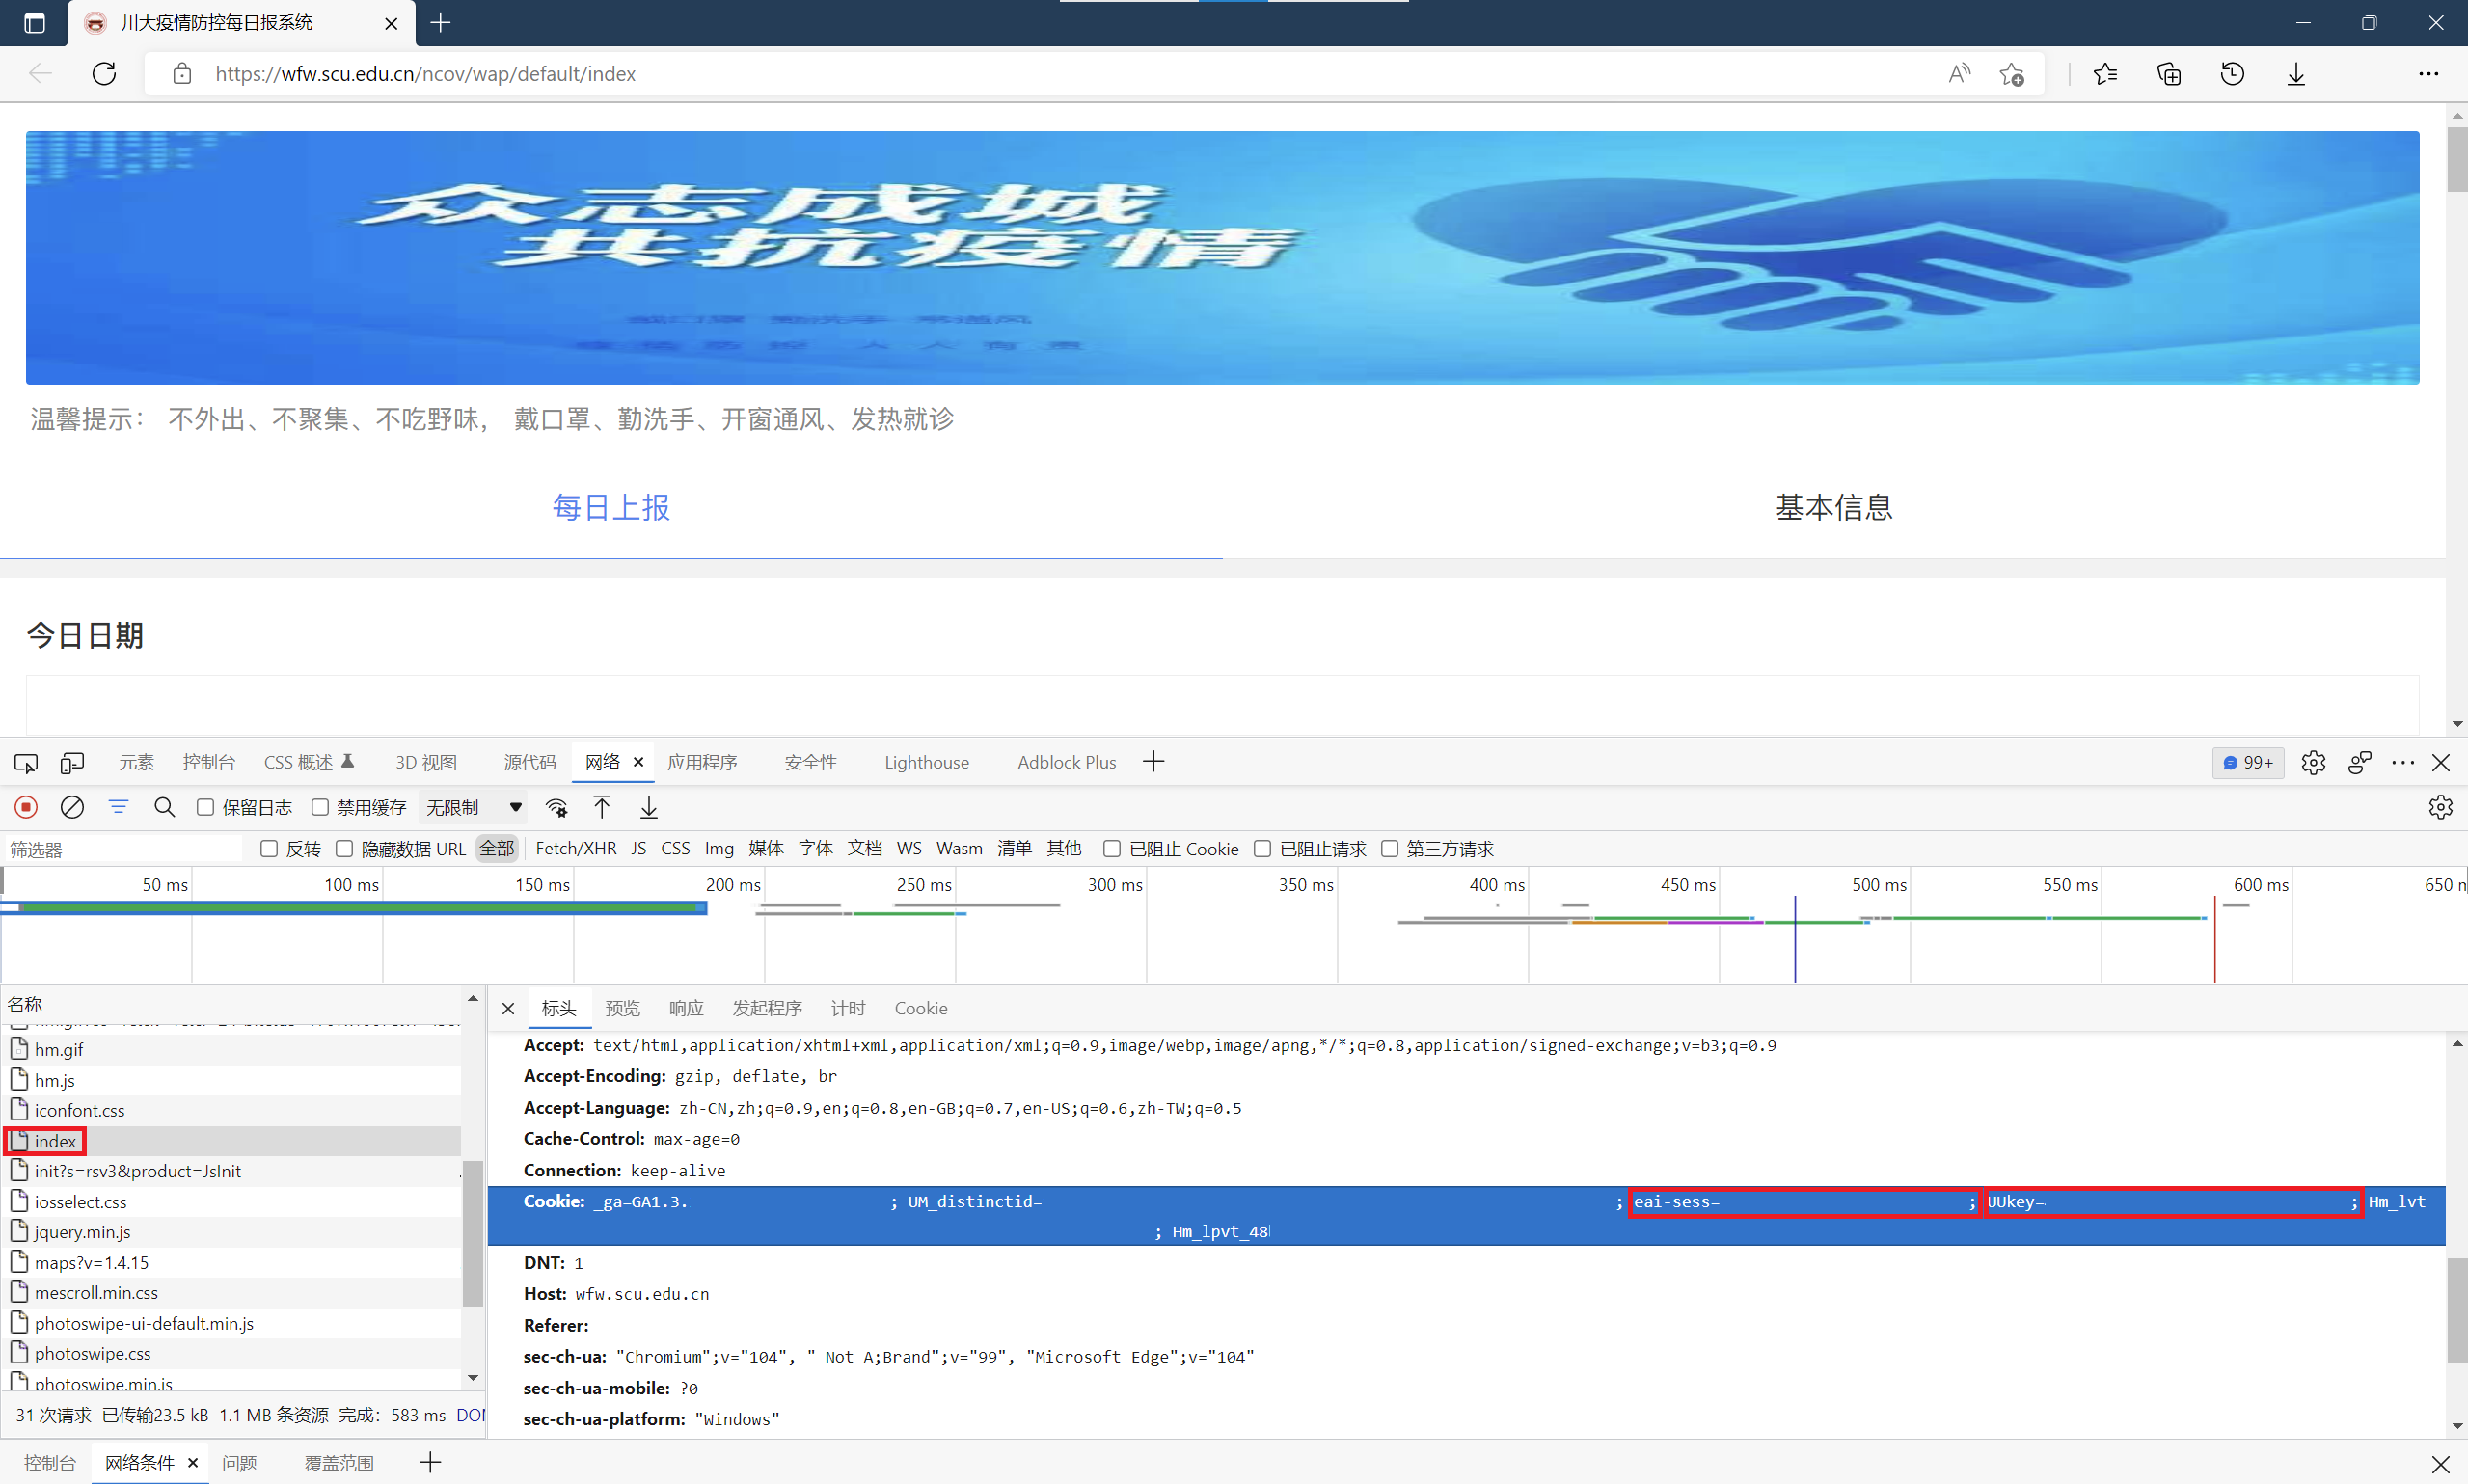 川大疫情防控每日报系统
https://wfw.scu.edu.cn/ncov/wap/default/index
众志成城
共抗疫情
戴口罩 勤洗手 常通风
疫情防控 人人有责
温馨提示： 不外出、不聚集、不吃野味， 戴口罩、勤洗手、开窗通风、发热就诊
每日上报 基本信息
今日日期
元素 控制台 CSS 概述 3D 视图 源代码 网络 应用程序 安全性 Lighthouse Adblock Plus 99+
保留日志 禁用缓存 无限制
筛选器 反转 隐藏数据 URL 全部 Fetch/XHR JS CSS Img 媒体 字体 文档 WS Wasm 清单 其他 已阻止 Cookie 已阻止请求 第三方请求
50 ms 100 ms 150 ms 200 ms 250 ms 300 ms 350 ms 400 ms 450 ms 500 ms 550 ms 600 ms 650 n
名称
hm.gif
hm.js
iconfont.css
index
init?s=rsv3&product=JsInit
iosselect.css
jquery.min.js
maps?v=1.4.15
mescroll.min.css
photoswipe-ui-default.min.js
photoswipe.css
photoswipe.min.js
31 次请求 已传输23.5 kB 1.1 MB 条资源 完成： 583 ms DOM
标头 预览 响应 发起程序 计时 Cookie
Accept: text/html,application/xhtml+xml,application/xml;q=0.9,image/webp,image/apng,*/*;q=0.8,application/signed-exchange;v=b3;q=0.9
Accept-Encoding: gzip, deflate, br
Accept-Language: zh-CN,zh;q=0.9,en;q=0.8,en-GB;q=0.7,en-US;q=0.6,zh-TW;q=0.5
Cache-Control: max-age=0
Connection: keep-alive
Cookie: _ga=GA1.3. ; UM_distinctid= ; eai-sess= ; UUkey= ; Hm_lvt
; Hm_lpvt_48
DNT: 1
Host: wfw.scu.edu.cn
Referer:
sec-ch-ua: "Chromium";v="104", " Not A;Brand";v="99", "Microsoft Edge";v="104"
sec-ch-ua-mobile: ?0
sec-ch-ua-platform: "Windows"
控制台 网络条件 问题 覆盖范围